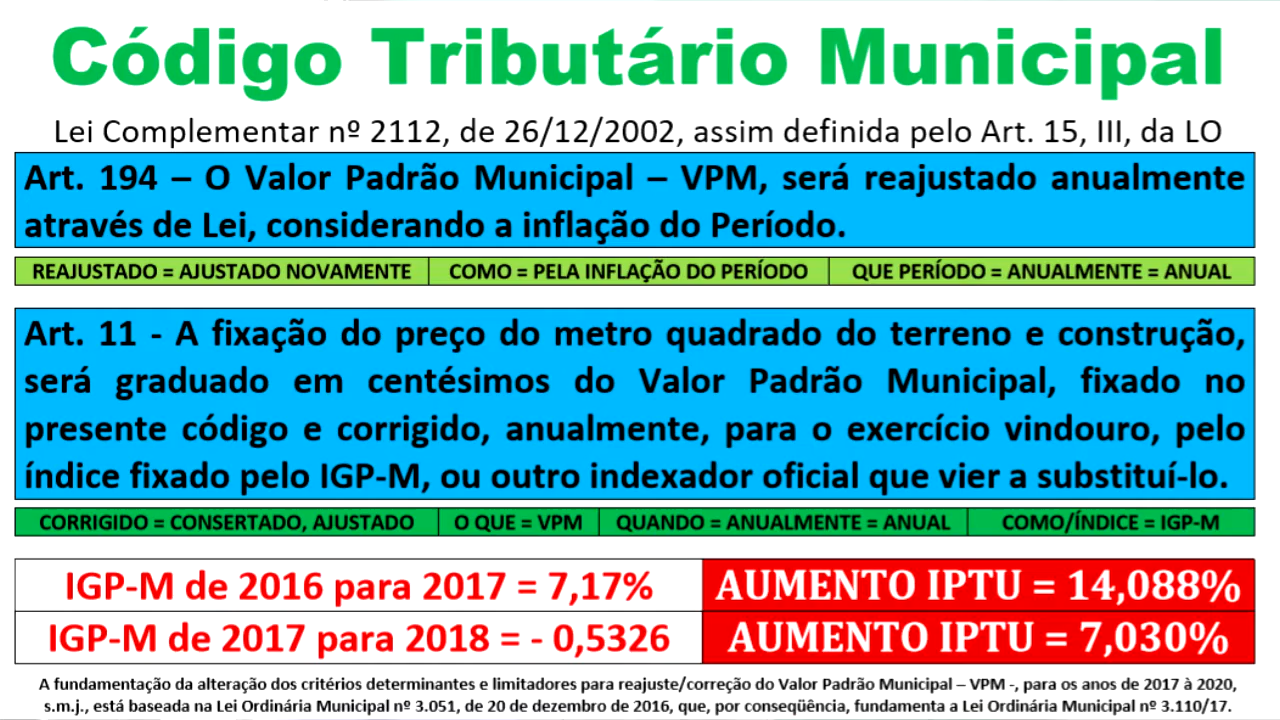 Código Tributário Municipal
Lei Complementar nº 2112, de 26/12/2002, assim definida pelo Art. 15, III, da LO
Art. 194 – O Valor Padrão Municipal – VPM, será reajustado anualmente
através de Lei, considerando a inflação do Período.
REAJUSTADO = AJUSTADO NOVAMENTE COMO = PELA INFLAÇÃO DO PERÍODO QUE PERÍODO = ANUALMENTE = ANUAL
Art. 11 - A fixação do preço do metro quadrado do terreno e construção,
será graduado em centésimos do Valor Padrão Municipal, fixado no
presente código e corrigido, anualmente, para o exercício vindouro, pelo
índice fixado pelo IGP-M, ou outro indexador oficial que vier a substituí-lo.
CORRIGIDO = CONSERTADO, AJUSTADO O QUE = VPM QUANDO = ANUALMENTE = ANUAL COMO/ÍNDICE = IGP-M
IGP-M de 2016 para 2017 = 7,17% AUMENTO IPTU = 14,088%
IGP-M de 2017 para 2018 = - 0,5326 AUMENTO IPTU = 7,030%
A fundamentação da alteração dos critérios determinantes e limitadores para reajuste/correção do Valor Padrão Municipal – VPM -, para os anos de 2017 à 2020,
s.m.j., está baseada na Lei Ordinária Municipal nº 3.051, de 20 de dezembro de 2016, que, por conseqüência, fundamenta a Lei Ordinária Municipal nº 3.110/17.